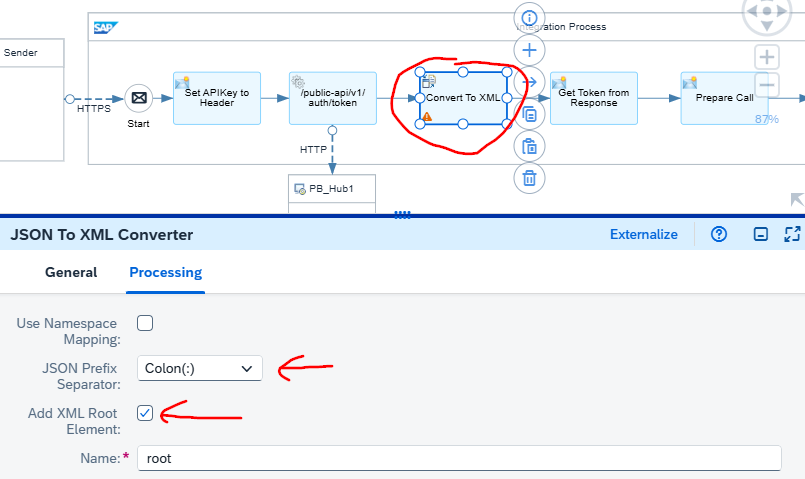 SAP
Integration Process
Sender
HTTPS
Start
Set APIKey to
Header
/public-api/v1/
auth/token
Convert To XML
Get Token from
Response
Prepare Call
87%
HTTP
PB_Hub1
JSON To XML Converter
Externalize
General
Processing
Use Namespace
Mapping:
JSON Prefix
Separator:
Colon(:)
Add XML Root
Element:
Name:*
root